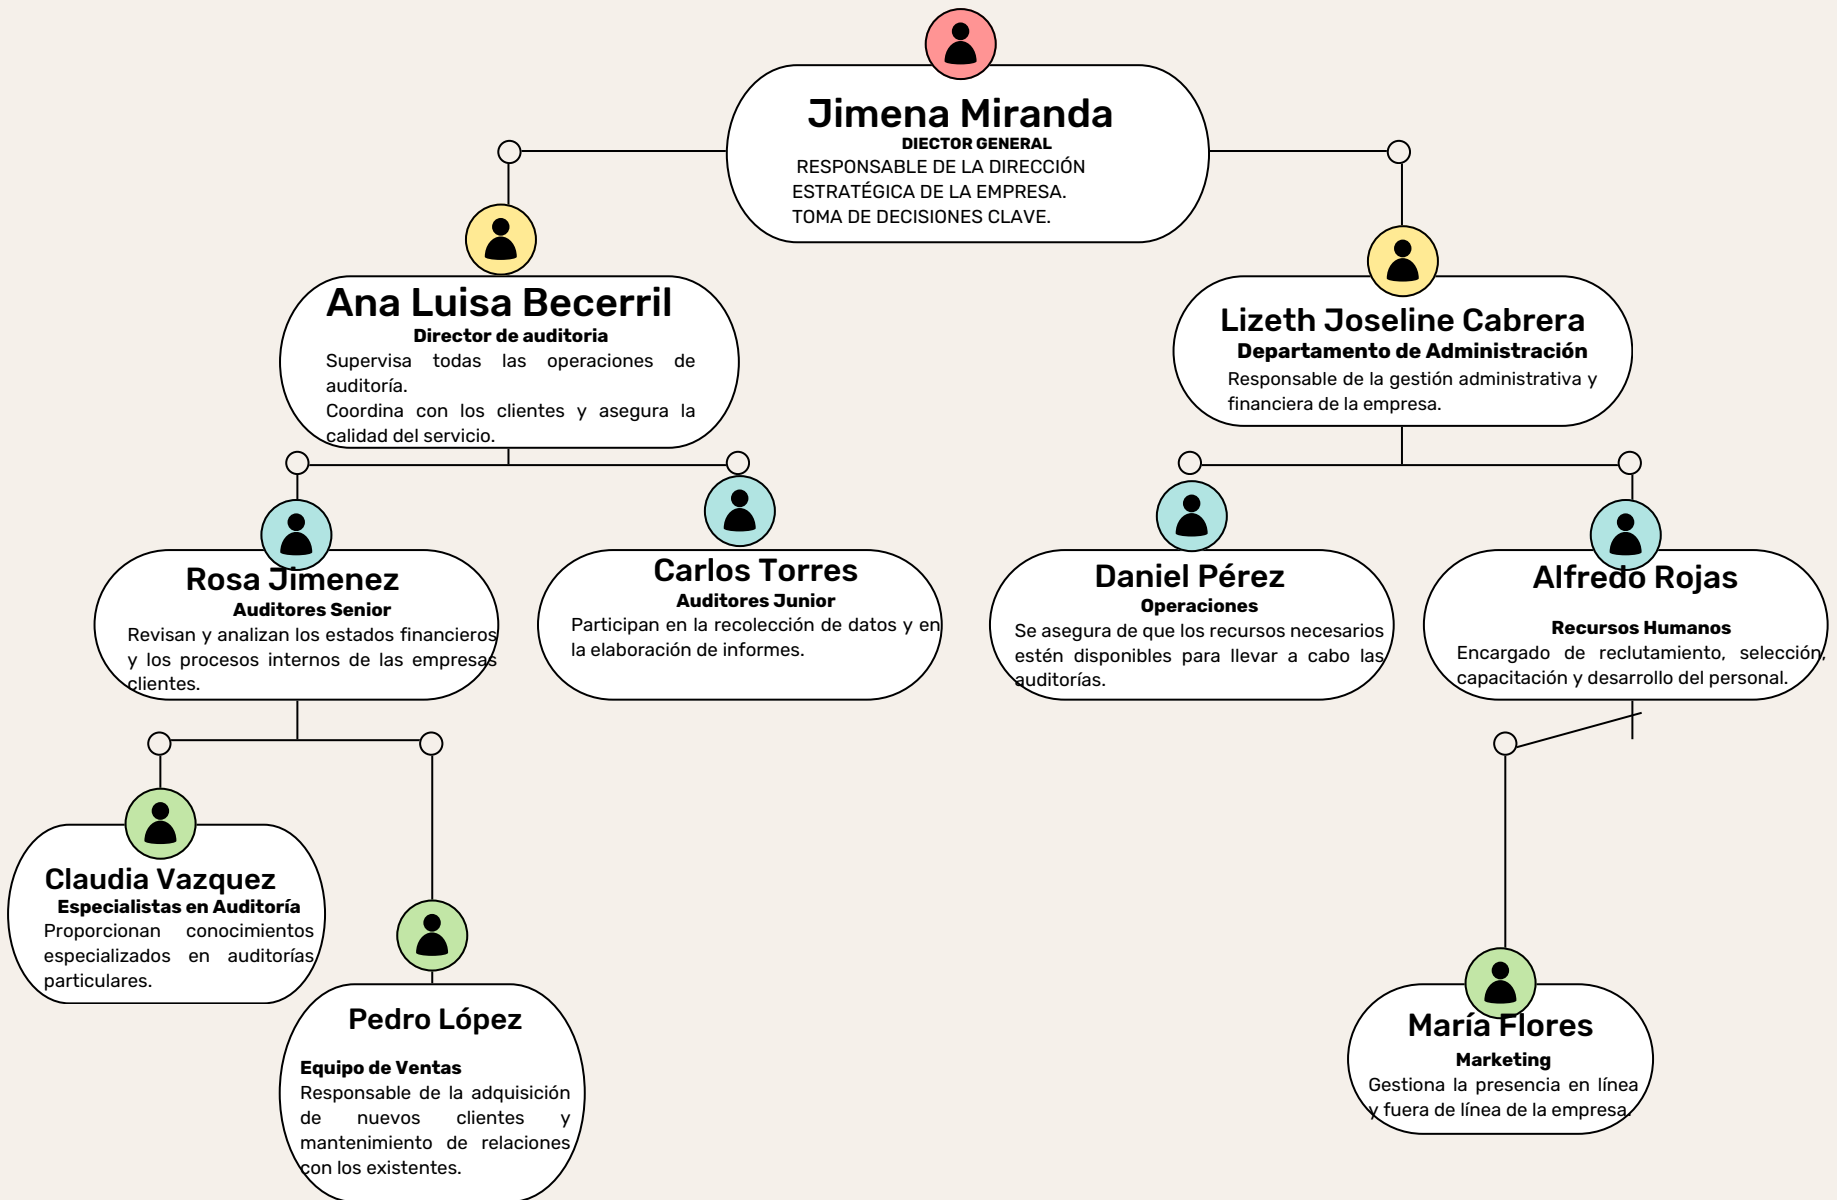 Jimena Miranda
DIECTOR GENERAL
RESPONSABLE DE LA DIRECCIÓN
ESTRATÉGICA DE LA EMPRESA.
TOMA DE DECISIONES CLAVE.
Ana Luisa Becerril
Director de auditoria
Supervisa todas las operaciones de
auditoría.
Coordina con los clientes y asegura la
calidad del servicio.
Lizeth Joseline Cabrera
Departamento de Administración
Responsable de la gestión administrativa y
financiera de la empresa.
Rosa Jimenez
Auditores Senior
Revisan y analizan los estados financieros
y los procesos internos de las empresas
clientes.
Carlos Torres
Auditores Junior
Participan en la recolección de datos y en
la elaboración de informes.
Daniel Pérez
Operaciones
Se asegura de que los recursos necesarios
estén disponibles para llevar a cabo las
auditorías.
Alfredo Rojas
Recursos Humanos
Encargado de reclutamiento, selección,
capacitación y desarrollo del personal.
Claudia Vazquez
Especialistas en Auditoría
Proporcionan conocimientos
especializados en auditorías
particulares.
Pedro López
Equipo de Ventas
Responsable de la adquisición
de nuevos clientes y
mantenimiento de relaciones
con los existentes.
María Flores
Marketing
Gestiona la presencia en línea
y fuera de línea de la empresa.